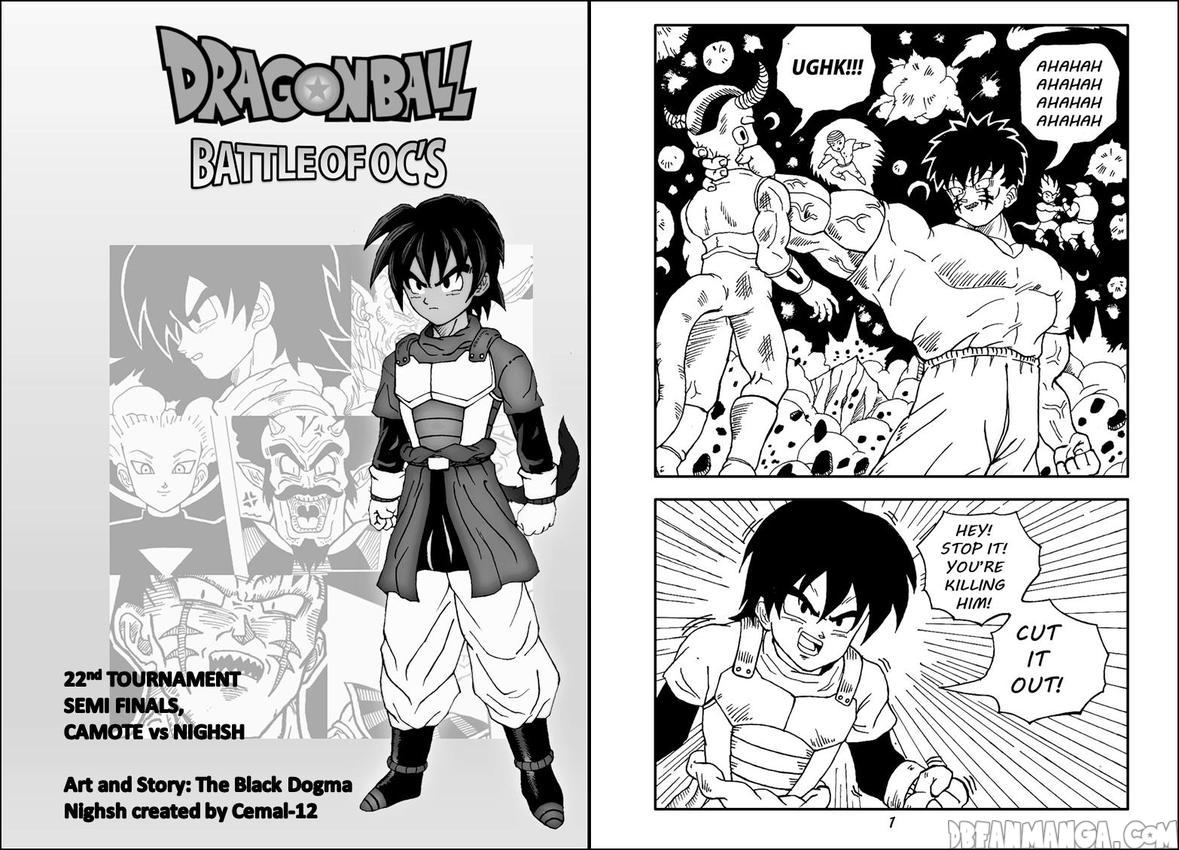 DRAGONBALL
BATTLE OF OC'S
22nd TOURNAMENT
SEMI FINALS,
CAMOTE vs NIGHSH
Art and Story: The Black Dogma
Nighsh created by Cemal-12
UGHK!!!
AHAHAH
AHAHAH
AHAHAH
AHAHAH
HEY!
STOP IT!
YOU'RE
KILLING
HIM!
CUT
IT
OUT!
1
DBFANMANGA.COM